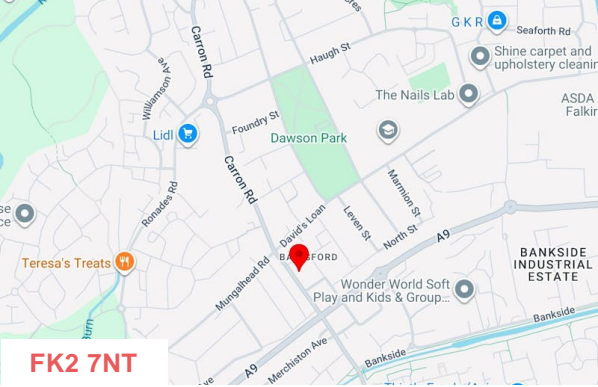 GKR
Seaforth Rd
Carron Rd
Haugh St
Shine carpet and
upholstery cleanin
Williamson Ave
The Nails Lab
ASDA
Falkir
Foundry St
Lidl
Dawson Park
Carron Rd
Marmion St
Ronades Rd
David's Loan
Leven St
North St
A9
Teresa's Treats
Mungalhead Rd
BANKSIDE
INDUSTRIAL
ESTATE
Wonder World Soft
Play and Kids & Group...
Bankside
A9
Merchiston Ave
Bankside
FK2 7NT